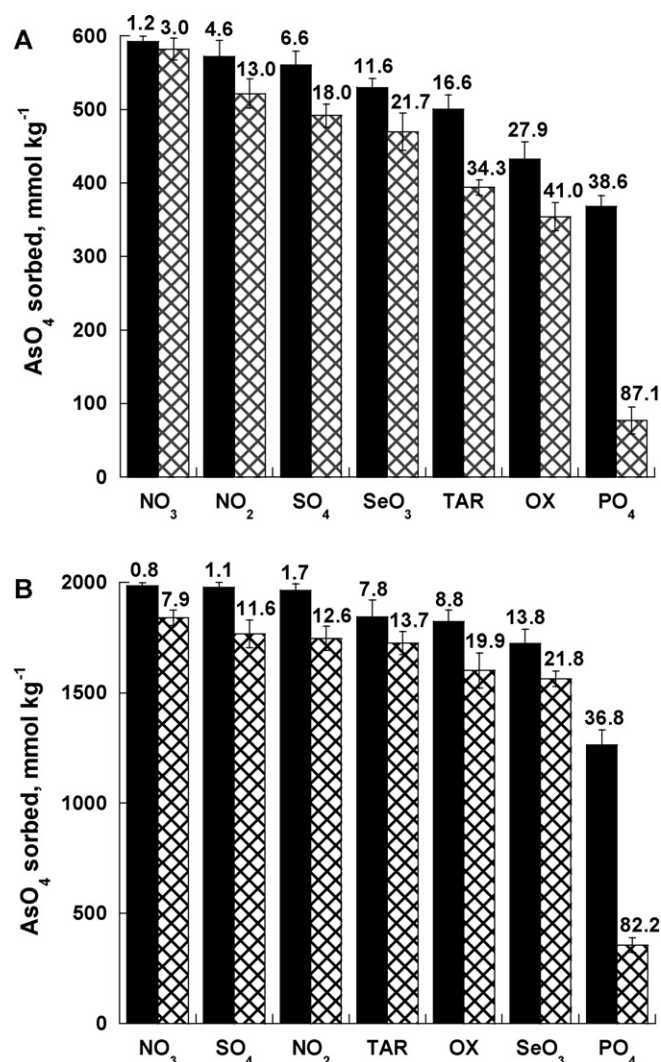 A
AsO₄ sorbed, mmol kg⁻¹
600
500
400
300
200
100
0
1.2 3.0 4.6 13.0 6.6 18.0 11.6 21.7 16.6 34.3 27.9 41.0 38.6 87.1
NO₃ NO₂ SO₄ SeO₃ TAR OX PO₄
B
AsO₄ sorbed, mmol kg⁻¹
2000
1500
1000
500
0
0.8 7.9 1.1 11.6 1.7 12.6 7.8 13.7 8.8 19.9 13.8 21.8 36.8 82.2
NO₃ SO₄ NO₂ TAR OX SeO₃ PO₄